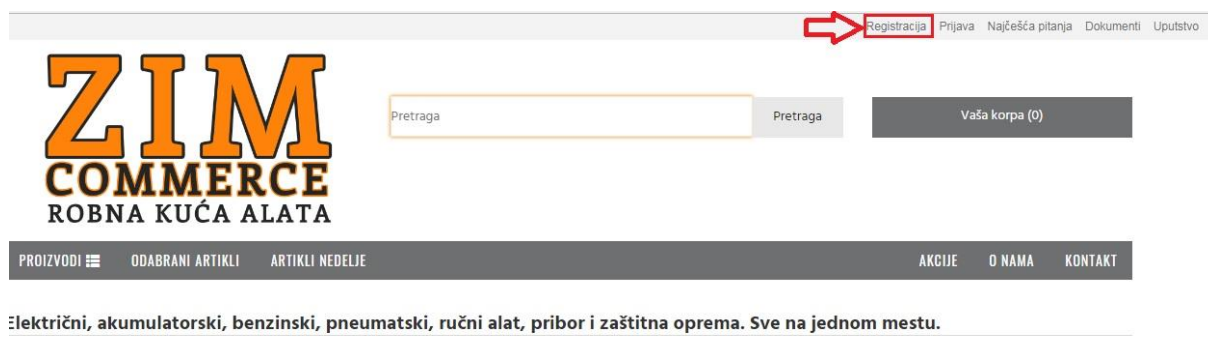 Registracija Prijava Najčešća pitanja Dokumenti Uputstvo
ZIM
COMMERCE
ROBNA KUĆA ALATA
Pretraga Pretraga Vaša korpa (0)
PROIZVODI ODABRANI ARTIKLI ARTIKLI NEDELJE AKCIJE O NAMA KONTAKT
Električni, akumulatorski, benzinski, pneumatski, ručni alat, pribor i zaštitna oprema. Sve na jednom mestu.